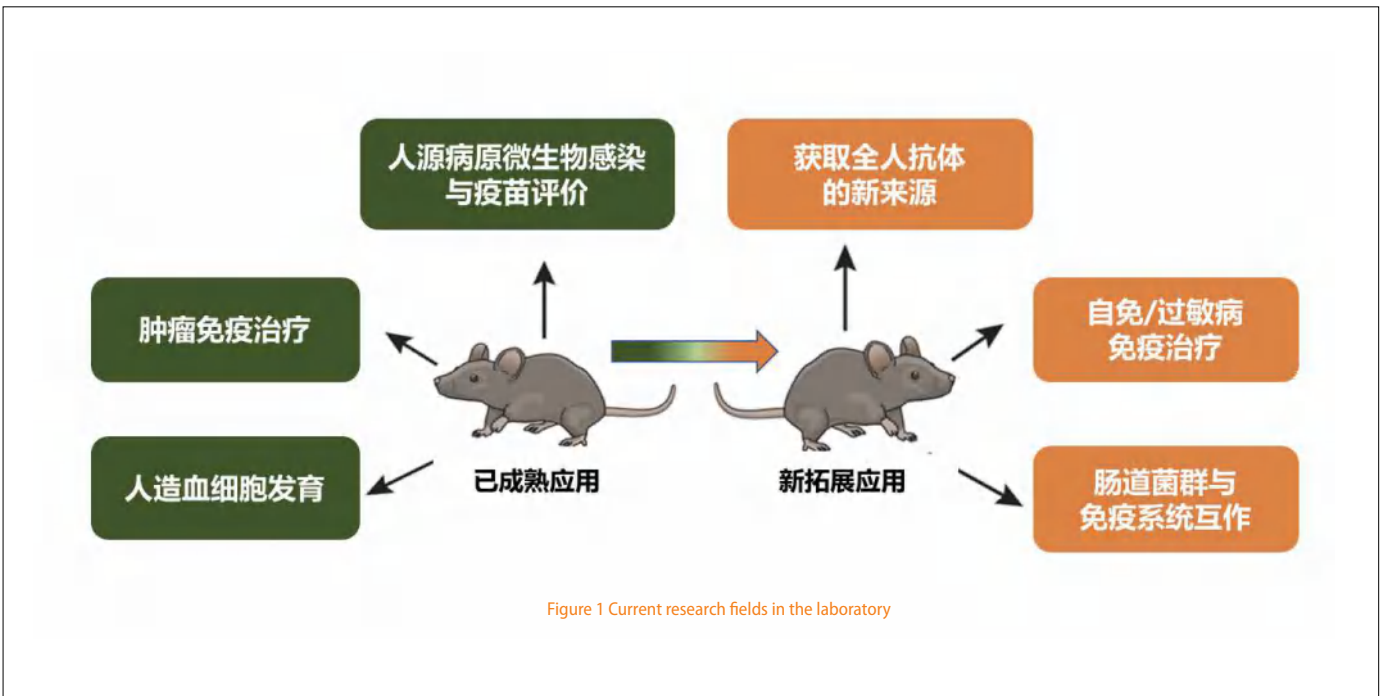 人源病原微生物感染
与疫苗评价
获取全人抗体
的新来源
肿瘤免疫治疗
自免/过敏病
免疫治疗
人造血细胞发育
已成熟应用
新拓展应用
肠道菌群与
免疫系统互作
Figure 1 Current research fields in the laboratory